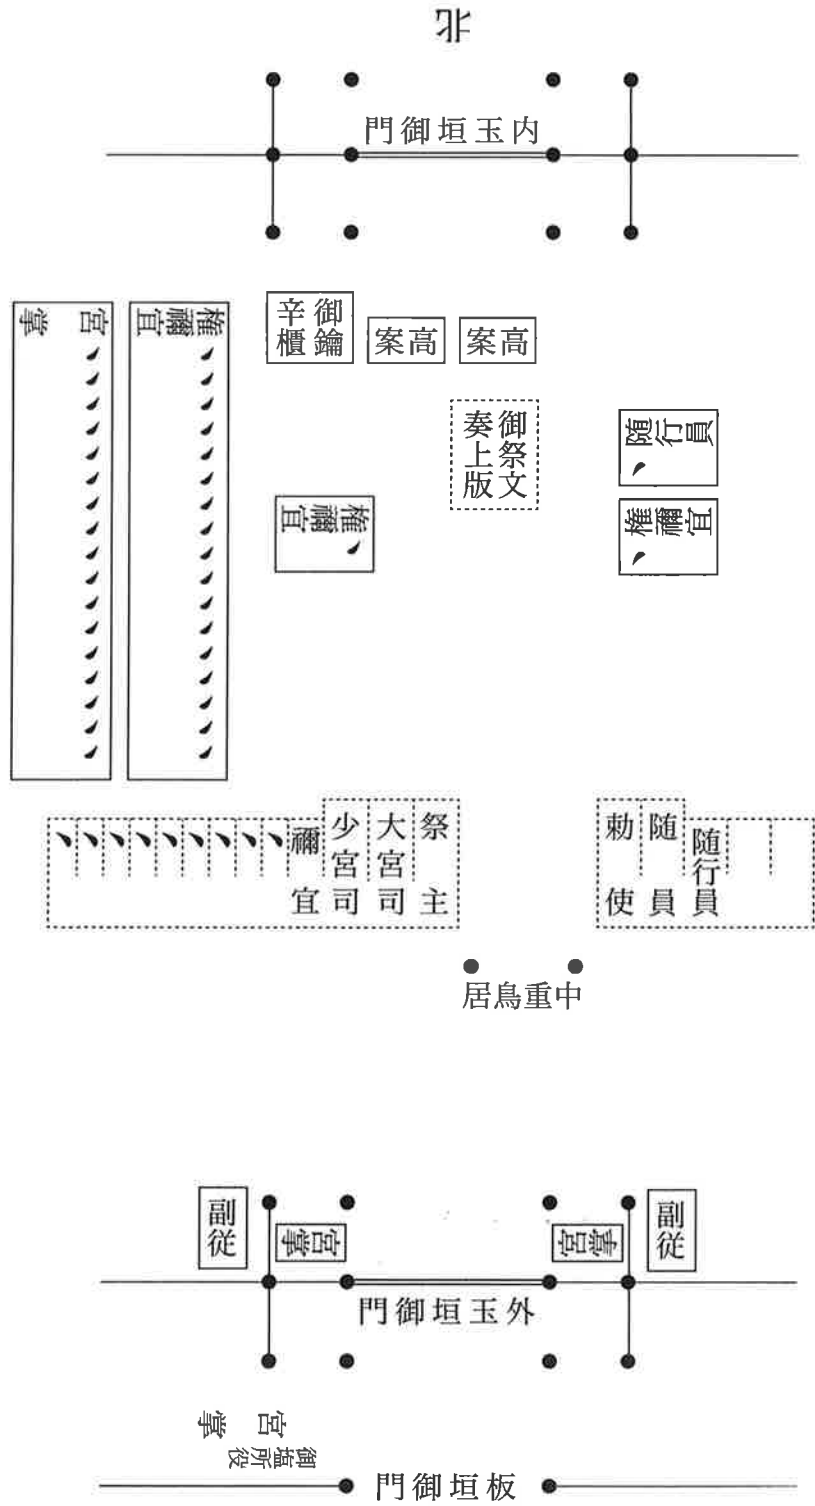 北
内玉垣御門
御鑰辛櫃
高案
高案
権禰宜 、、、、、、、、、、、、、、、、、
宮掌 、、、、、、、、、、、、、、、、、
御祭文
奏上版
随行員 、
権禰宜 、
権禰宜 、
勅使
随員
随行員
祭主
大宮司
少宮司
禰宜
、、、、、、、、、
中重鳥居
副従
宮掌
宮掌
副従
外玉垣御門
宮掌
御塩所役
板垣御門